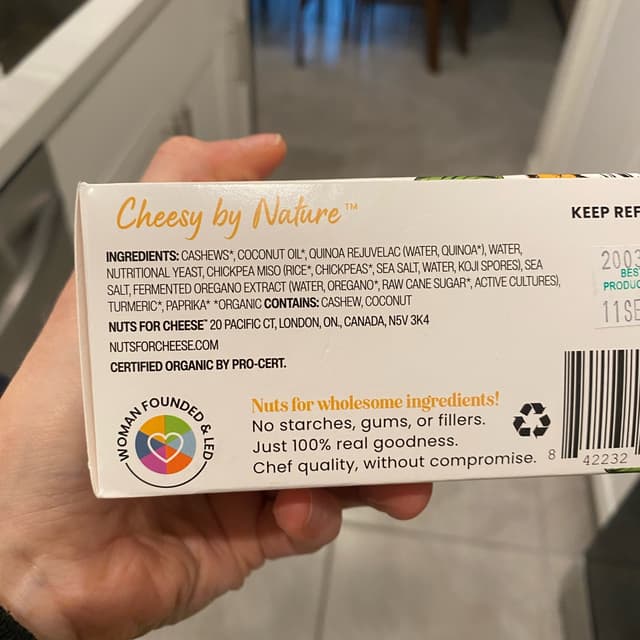 Cheesy by Nature™
KEEP REF
INGREDIENTS: CASHEWS*, COCONUT OIL*, QUINOA REJUVELAC (WATER, QUINOA*), WATER,
NUTRITIONAL YEAST, CHICKPEA MISO (RICE*, CHICKPEAS*, SEA SALT, WATER, KOJI SPORES), SEA
SALT, FERMENTED OREGANO EXTRACT (WATER, OREGANO*, RAW CANE SUGAR*, ACTIVE CULTURES),
TURMERIC*, PAPRIKA* *ORGANIC CONTAINS: CASHEW, COCONUT
NUTS FOR CHEESE™ 20 PACIFIC CT, LONDON, ON., CANADA, N5V 3K4
NUTSFORCHEESE.COM
CERTIFIED ORGANIC BY PRO-CERT.
2003
BES
PRODUC
11SE
WOMAN FOUNDED & LED
Nuts for wholesome ingredients!
No starches, gums, or fillers.
Just 100% real goodness.
Chef quality, without compromise.
8 42232